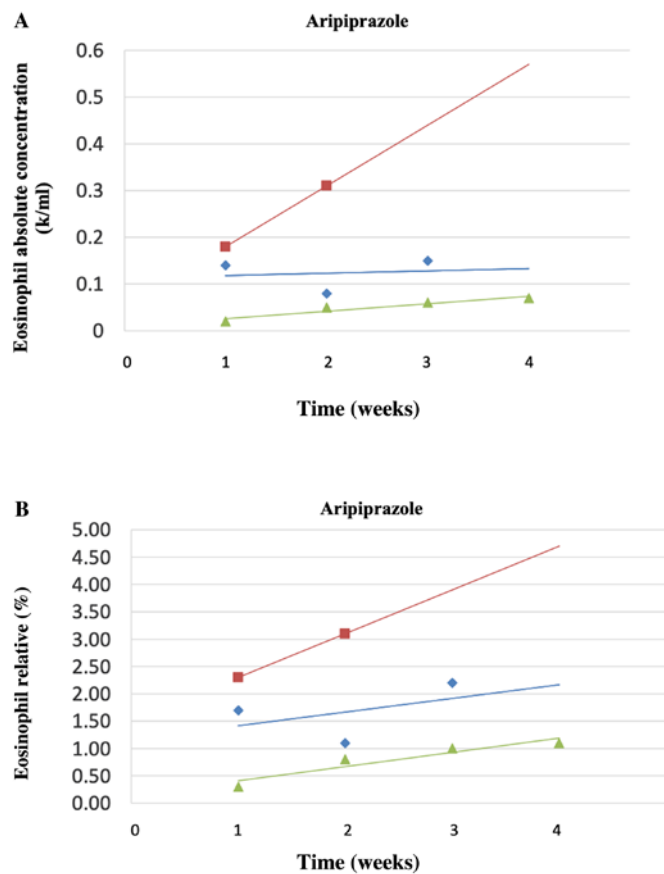 A
Aripiprazole
Eosinophil absolute concentration
(k/ml)
0.6
0.5
0.4
0.3
0.2
0.1
0
0 1 2 3 4
Time (weeks)
B
Aripiprazole
Eosinophil relative (%)
5.00
4.50
4.00
3.50
3.00
2.50
2.00
1.50
1.00
0.50
0.00
0 1 2 3 4
Time (weeks)